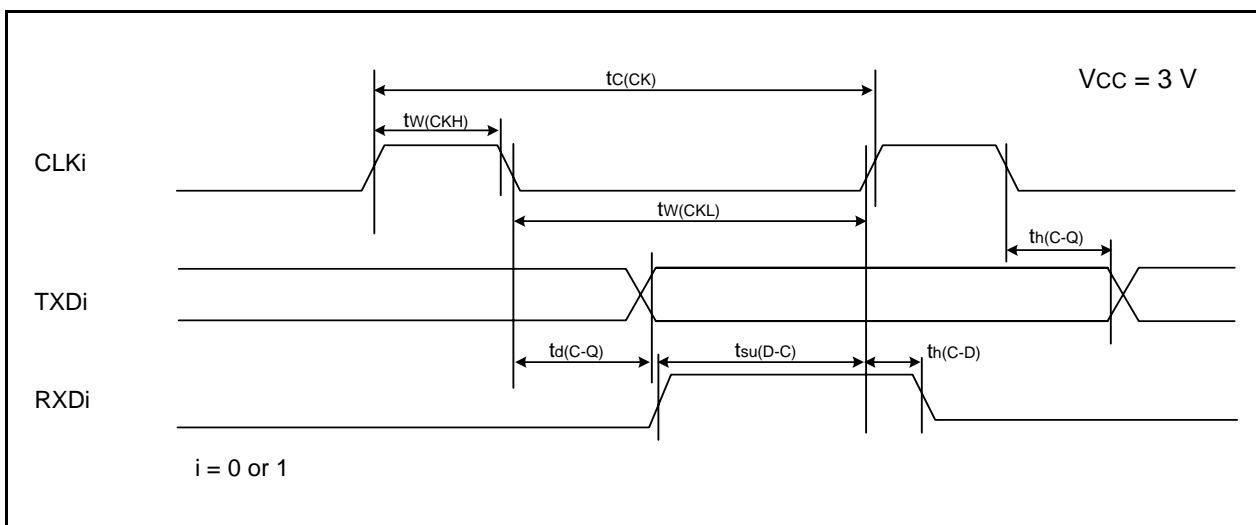 tC(CK)
VCC = 3 V
tW(CKH)
CLKi
tW(CKL)
th(C-Q)
TXDi
td(C-Q)
tsu(D-C)
th(C-D)
RXDi
i = 0 or 1